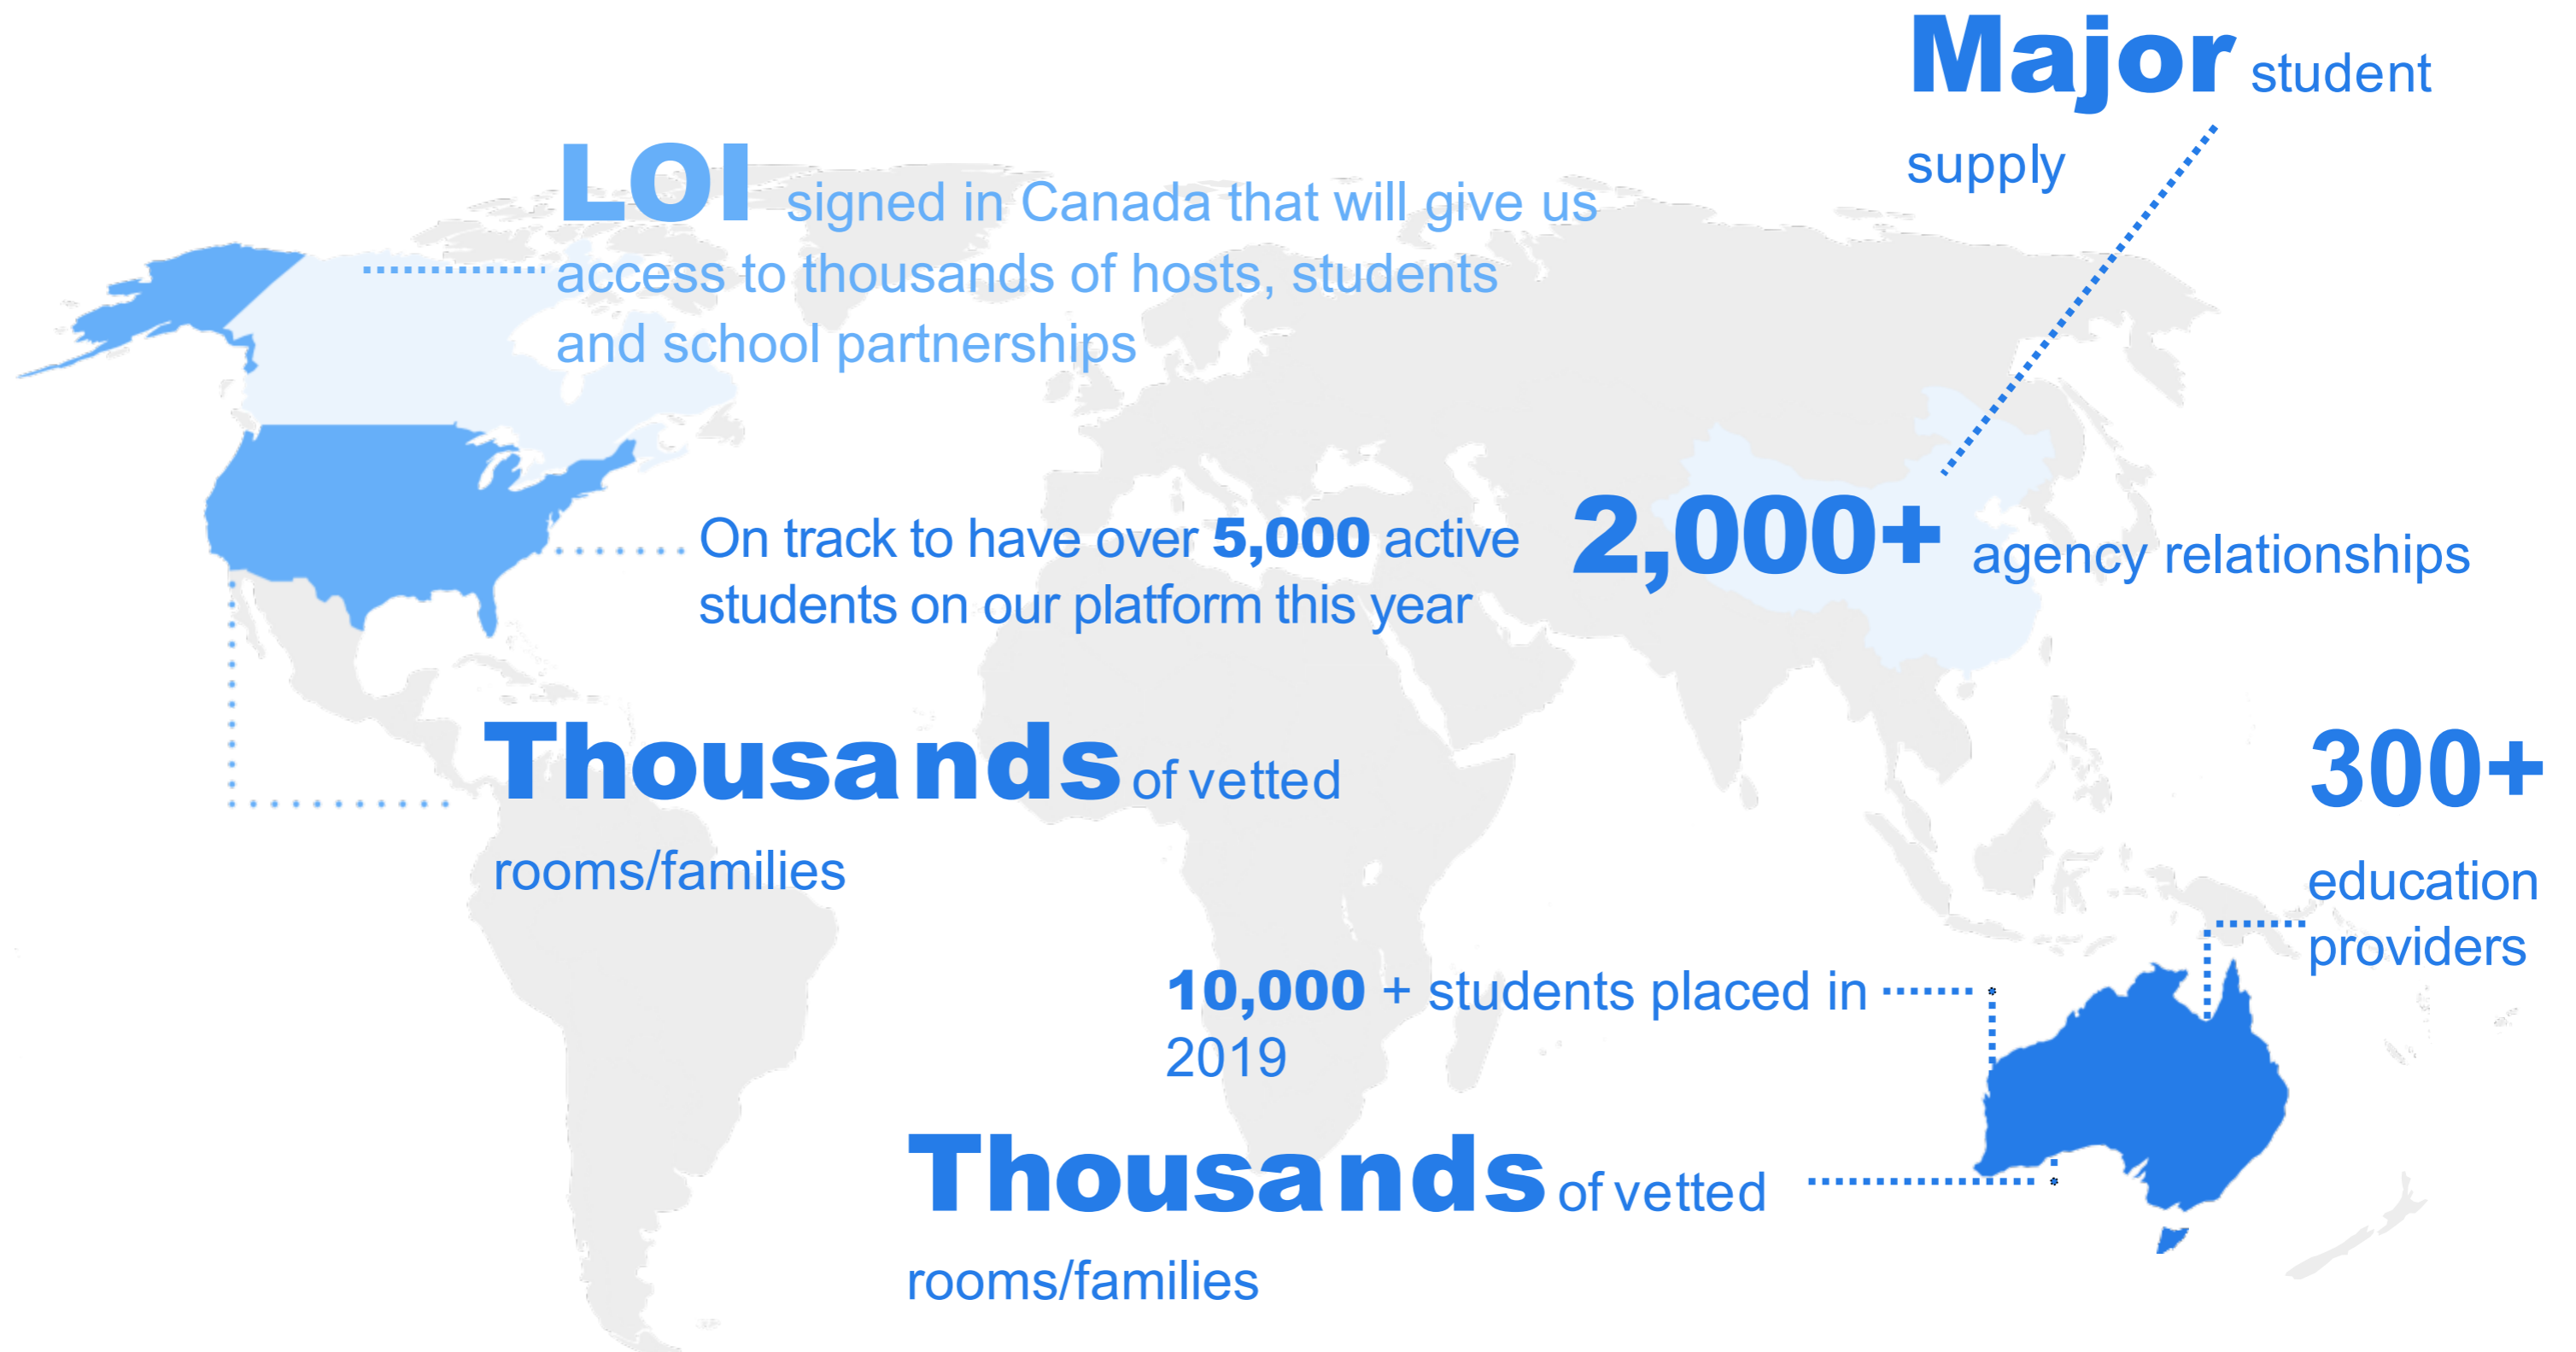 Major student
supply
LOI signed in Canada that will give us
access to thousands of hosts, students
and school partnerships
On track to have over 5,000 active
students on our platform this year
2,000+ agency relationships
Thousands of vetted
rooms/families
300+
education
providers
10,000 + students placed in
2019
Thousands of vetted
rooms/families